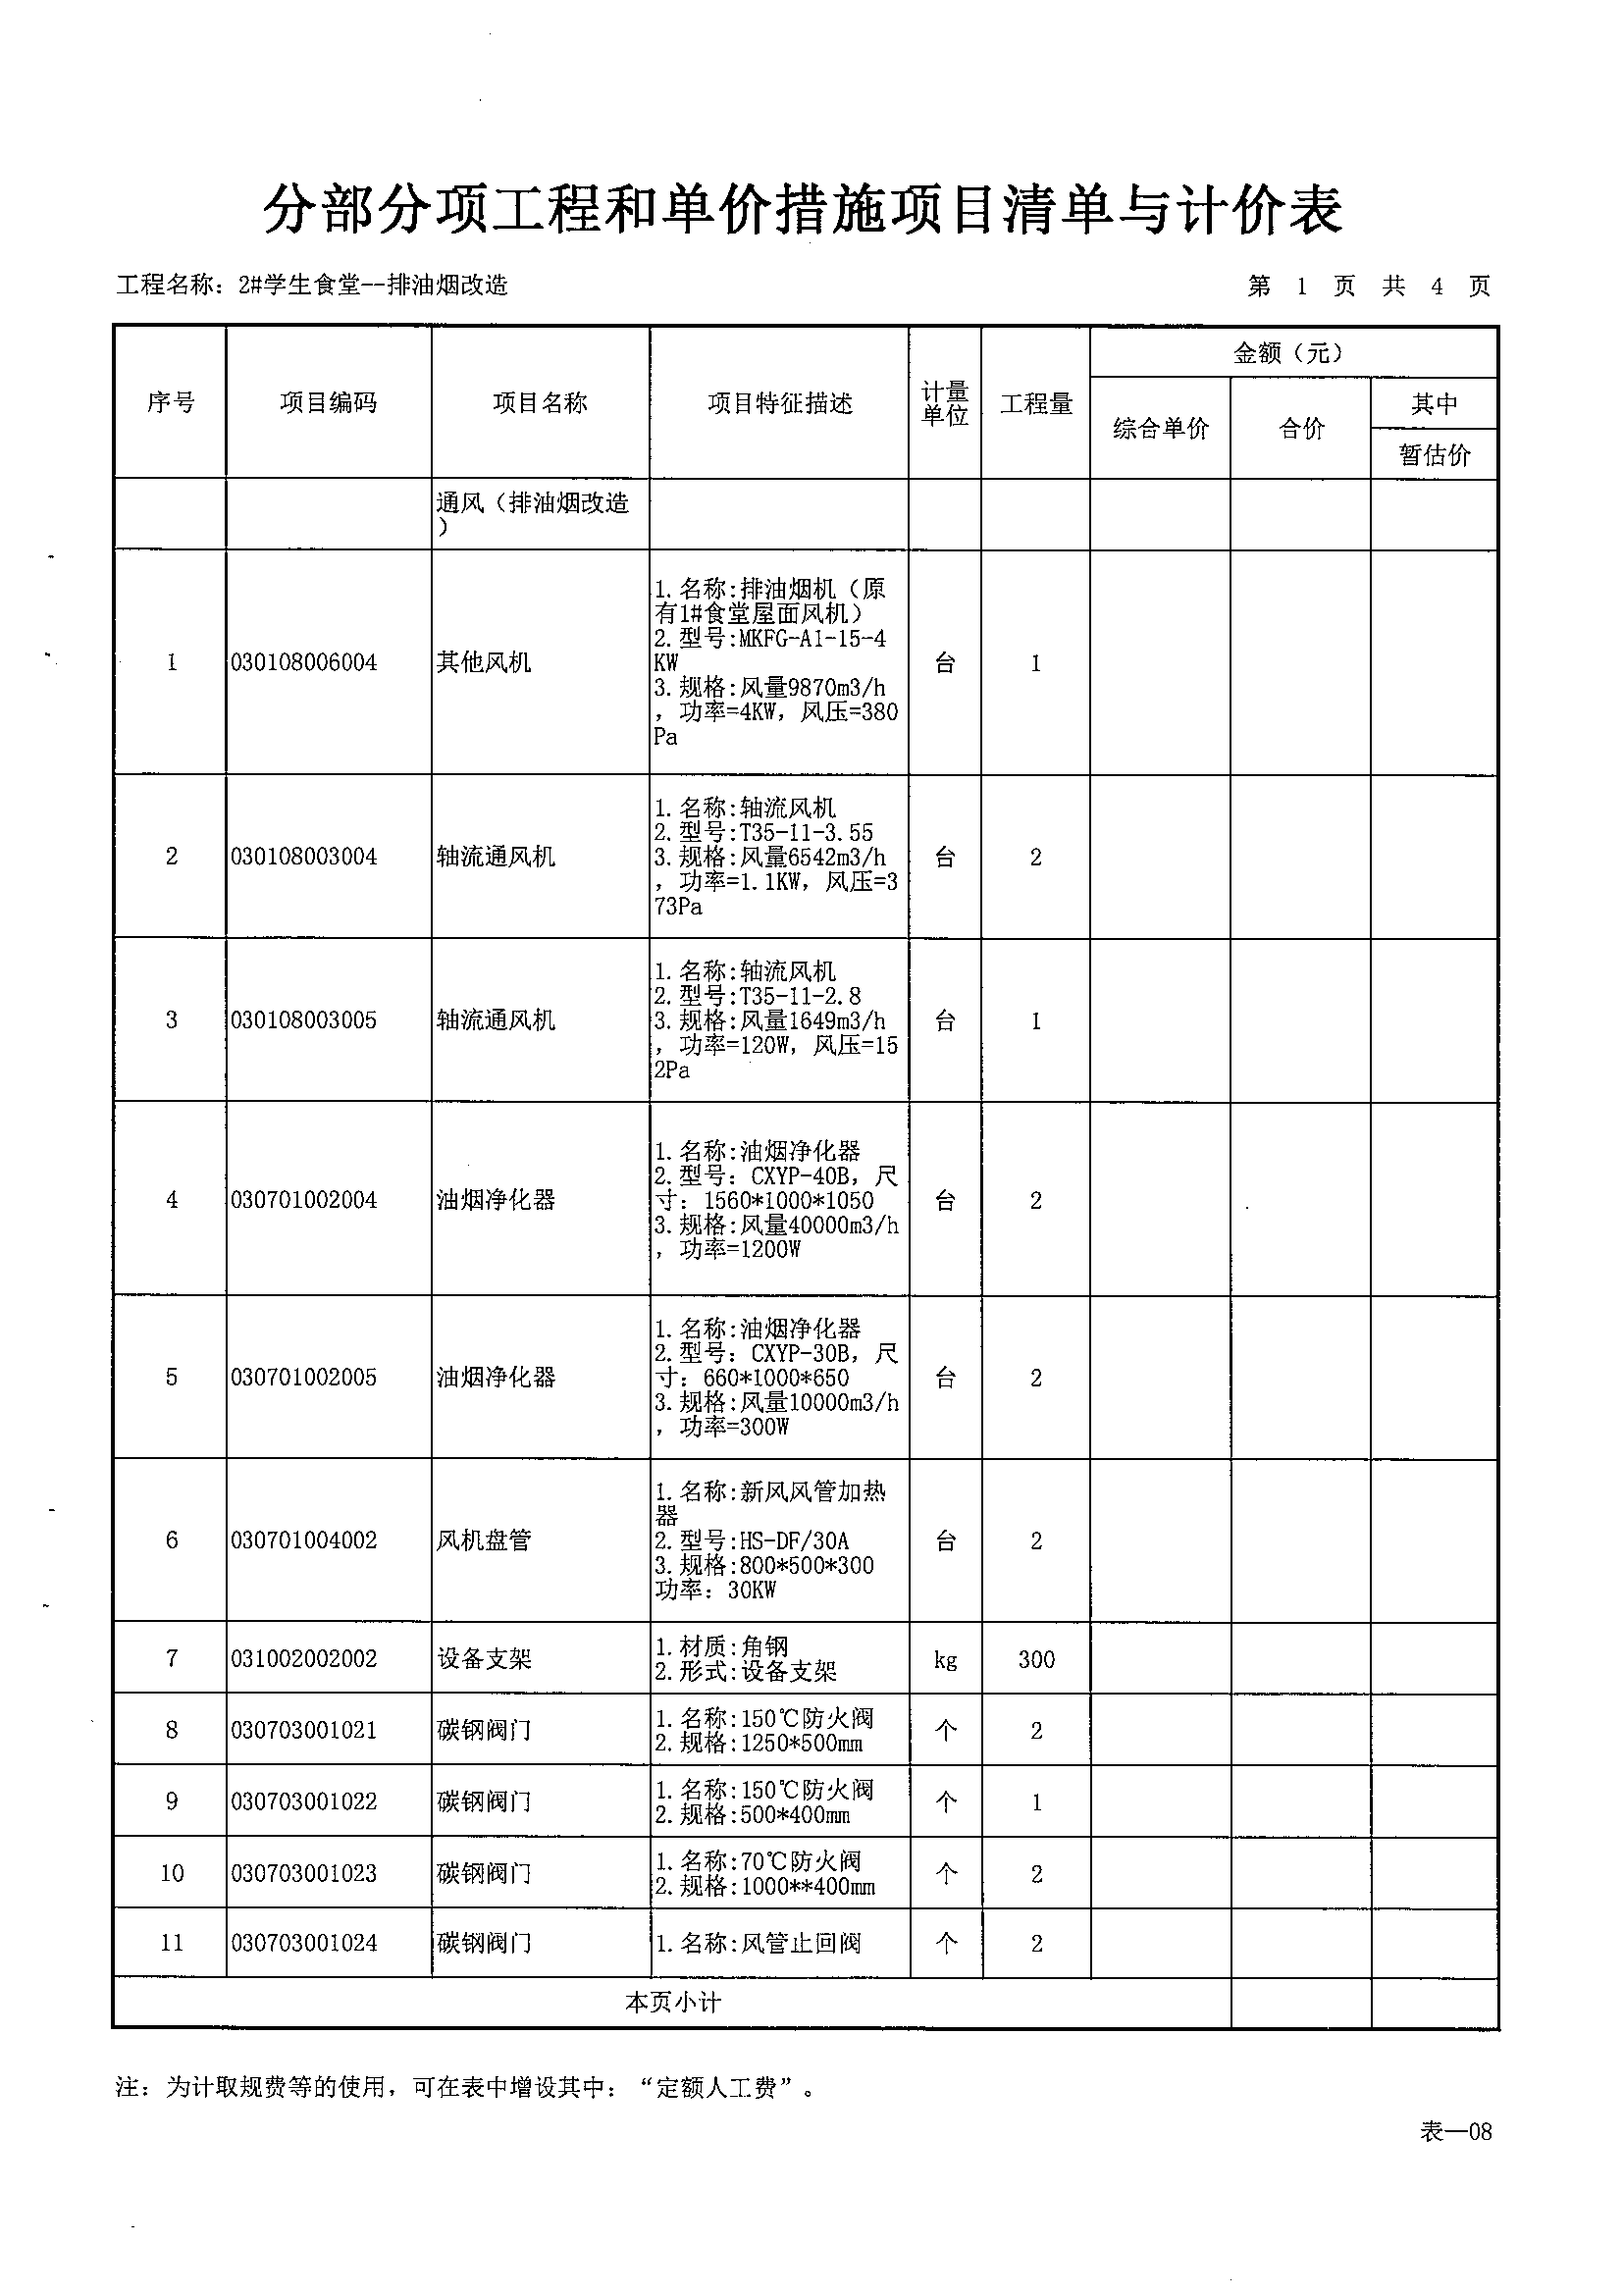 分部分项工程和单价措施项目清单与计价表
工程名称：2#学生食堂--排油烟改造
第 1 页 共 4 页
序号
项目编码
项目名称
项目特征描述
计量
单位
工程量
金额（元）
综合单价
合价
其中
暂估价
通风（排油烟改造
）
1
030108006004
其他风机
1.名称:排油烟机（原
有1#食堂屋面风机）
2.型号:MKFG-A1-15-4
KW
3.规格:风量9870m3/h
，功率=4KW，风压=380
Pa
台
1
2
030108003004
轴流通风机
1.名称:轴流风机
2.型号:T35-11-3.55
3.规格:风量6542m3/h
，功率=1.1KW，风压=3
73Pa
台
2
3
030108003005
轴流通风机
1.名称:轴流风机
2.型号:T35-11-2.8
3.规格:风量1649m3/h
，功率=120W，风压=15
2Pa
台
1
4
030701002004
油烟净化器
1.名称:油烟净化器
2.型号：CXYP-40B，尺
寸：1560*1000*1050
3.规格:风量40000m3/h
，功率=1200W
台
2
5
030701002005
油烟净化器
1.名称:油烟净化器
2.型号：CXYP-30B，尺
寸：660*1000*650
3.规格:风量10000m3/h
，功率=300W
台
2
6
030701004002
风机盘管
1.名称:新风风管加热
器
2.型号:HS-DF/30A
3.规格:800*500*300
功率：30KW
台
2
7
031002002002
设备支架
1.材质:角钢
2.形式:设备支架
kg
300
8
030703001021
碳钢阀门
1.名称:150℃防火阀
2.规格:1250*500mm
个
2
9
030703001022
碳钢阀门
1.名称:150℃防火阀
2.规格:500*400mm
个
1
10
030703001023
碳钢阀门
1.名称:70℃防火阀
2.规格:1000**400mm
个
2
11
030703001024
碳钢阀门
1.名称:风管止回阀
个
2
本页小计
注：为计取规费等的使用，可在表中增设其中：“定额人工费”。
表—08